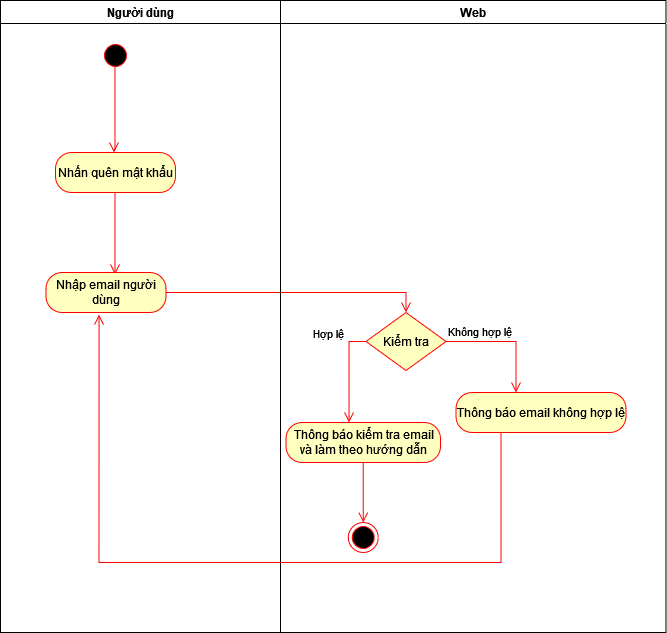 Người dùng
Web
Nhấn quên mật khẩu
Nhập email người
dùng
Kiểm tra
Hợp lệ
Không hợp lệ
Thông báo email không hợp lệ
Thông báo kiểm tra email
và làm theo hướng dẫn